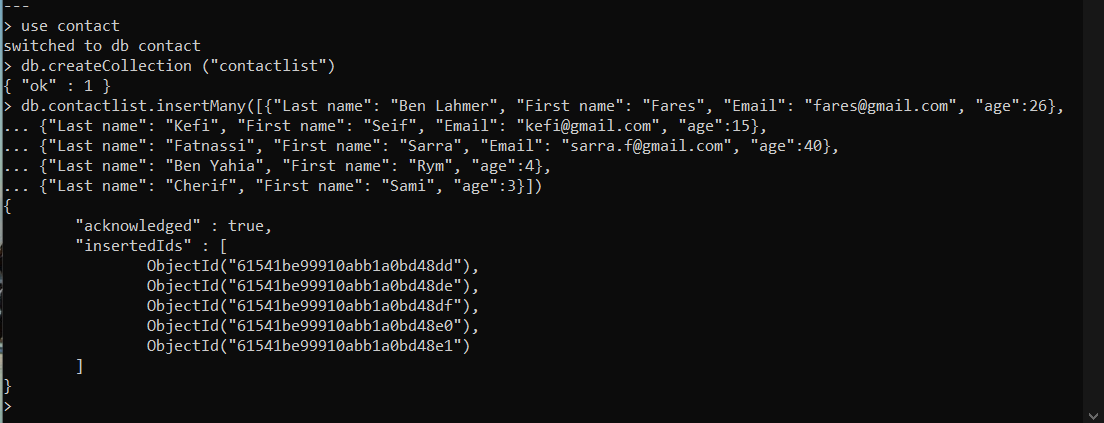 ---
> use contact
switched to db contact
> db.createCollection ("contactlist")
{ "ok" : 1 }
> db.contactlist.insertMany([{"Last name": "Ben Lahmer", "First name": "Fares", "Email": "fares@gmail.com", "age":26},
... {"Last name": "Kefi", "First name": "Seif", "Email": "kefi@gmail.com", "age":15},
... {"Last name": "Fatnassi", "First name": "Sarra", "Email": "sarra.f@gmail.com", "age":40},
... {"Last name": "Ben Yahia", "First name": "Rym", "age":4},
... {"Last name": "Cherif", "First name": "Sami", "age":3}])
{
        "acknowledged" : true,
        "insertedIds" : [
                ObjectId("61541be99910abb1a0bd48dd"),
                ObjectId("61541be99910abb1a0bd48de"),
                ObjectId("61541be99910abb1a0bd48df"),
                ObjectId("61541be99910abb1a0bd48e0"),
                ObjectId("61541be99910abb1a0bd48e1")
        ]
}
>